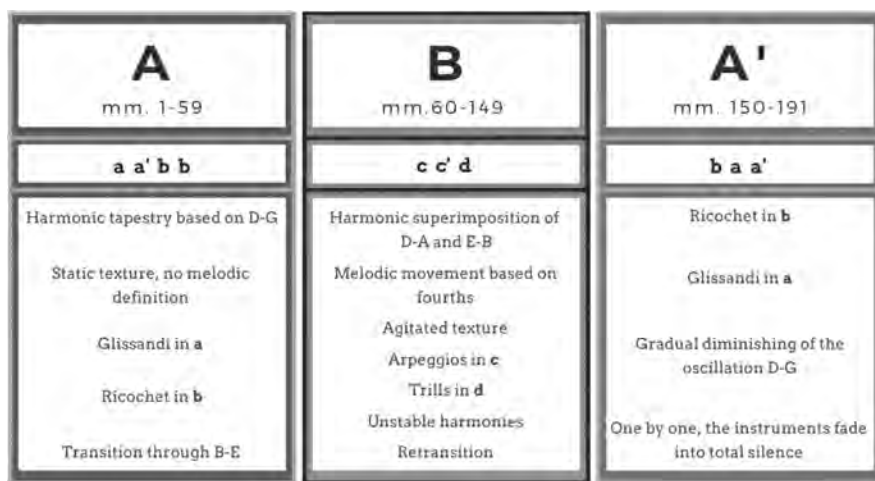 A
mm. 1-59
a a' b b
Harmonic tapestry based on D-G
Static texture, no melodic
definition
Glissandi in a
Ricochet in b
Transition through B-E
B
mm.60-149
c c' d
Harmonic superimposition of
D-A and E-B
Melodic movement based on
fourths
Agitated texture
Arpeggios in c
Trills in d
Unstable harmonies
Retransition
A'
mm. 150-191
b a a'
Ricochet in b
Glissandi in a
Gradual diminishing of the
oscillation D-G
One by one, the instruments fade
into total silence